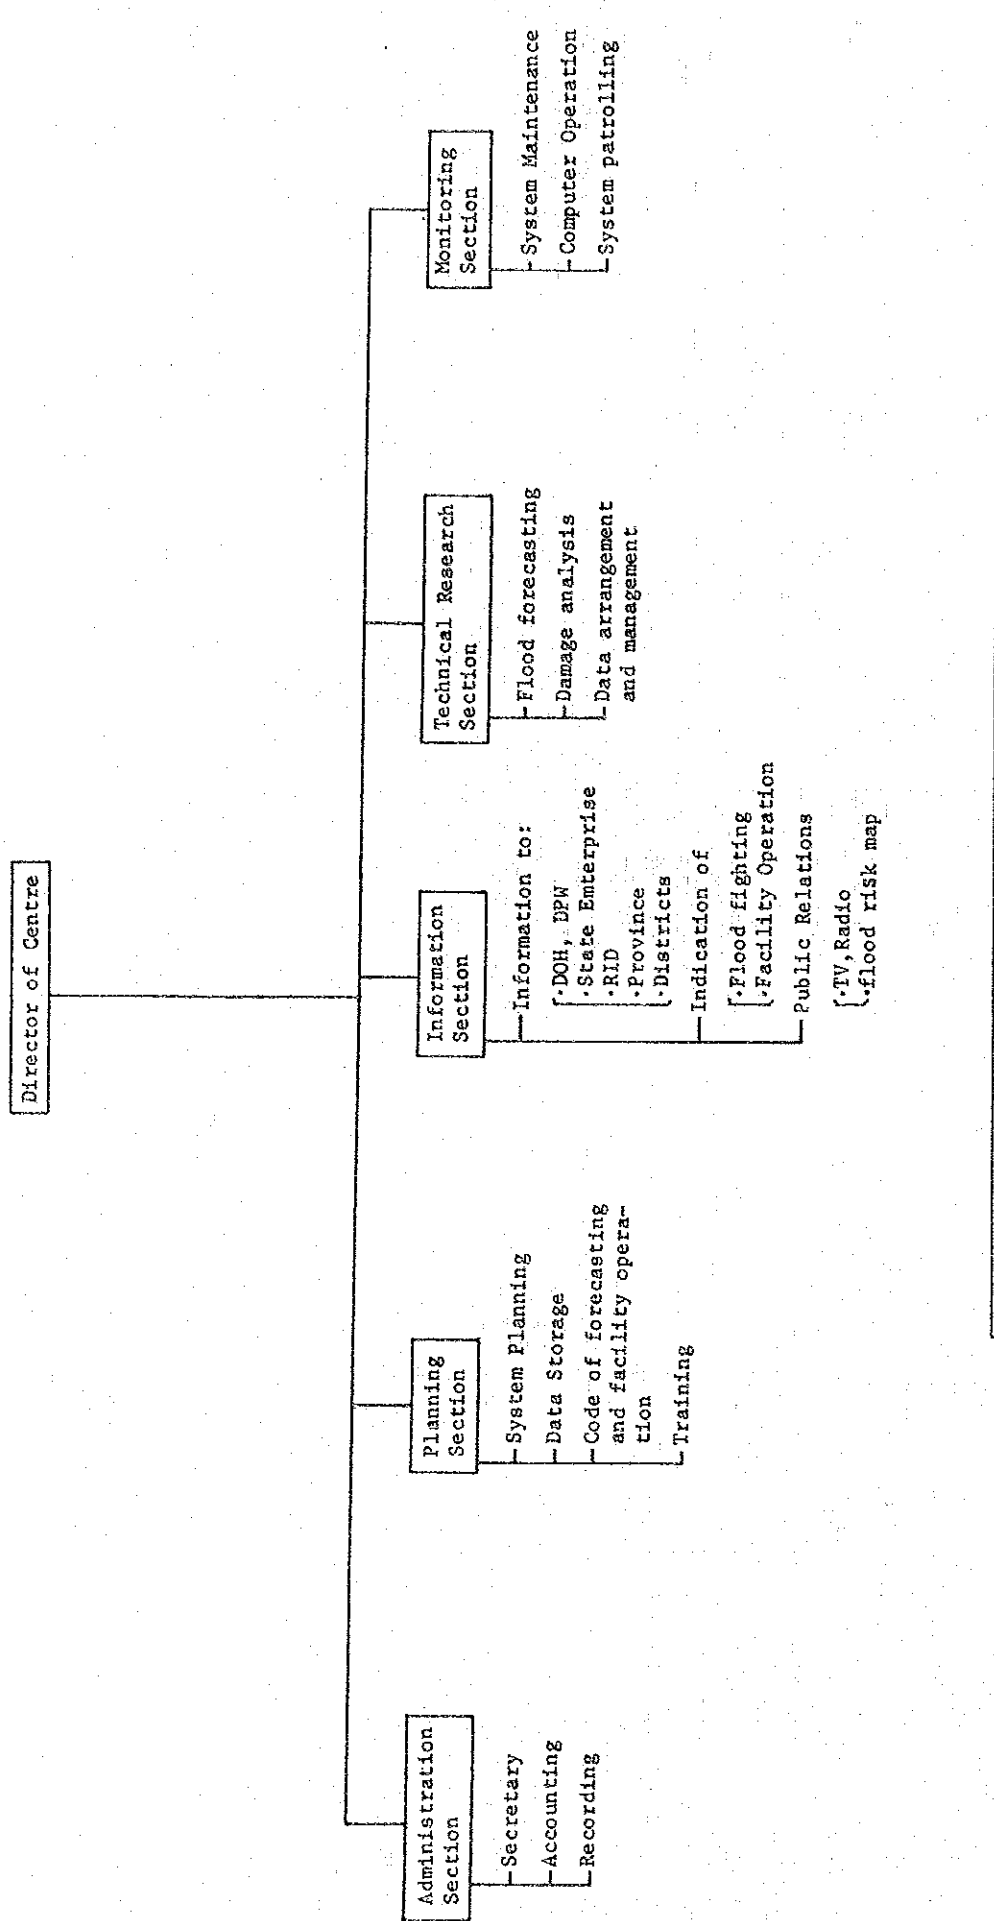 Director of Centre
Administration
Section
Secretary
Accounting
Recording
Planning
Section
System Planning
Data Storage
Code of forecasting
and facility opera-
tion
Training
Information
Section
Information to:
·DOH, DPW
·State Emterprise
·RID
·Province
·Districts
Indication of
·Flood fighting
·Facility Operation
Public Relations
·TV,Radio
·flood risk map
Technical Research
Section
Flood forecasting
Damage analysis
Data arrangement
and management
Monitoring
Section
System Maintenance
Computer Operation
System patrolling